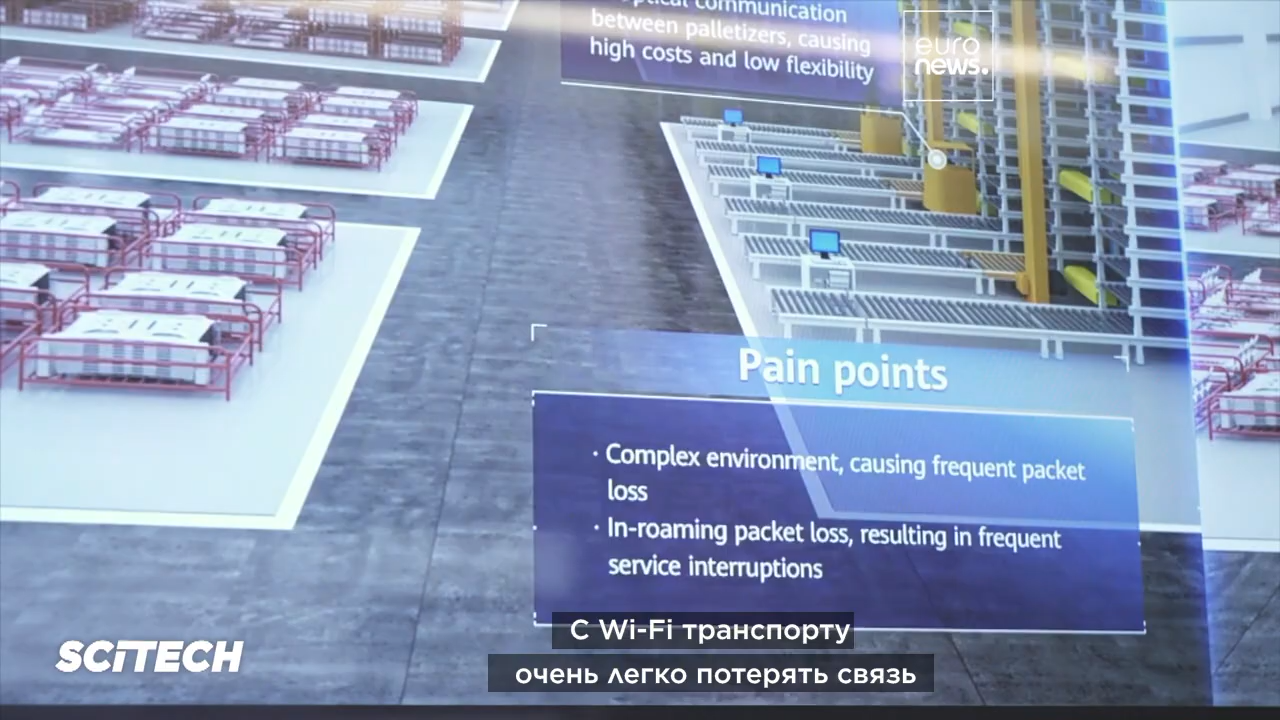 communication
between palletizers, causing
high costs and low flexibility
euro
news.
Pain points
· Complex environment, causing frequent packet
loss
· In-roaming packet loss, resulting in frequent
service interruptions
SCITECH
С Wi-Fi транспорту
очень легко потерять связь